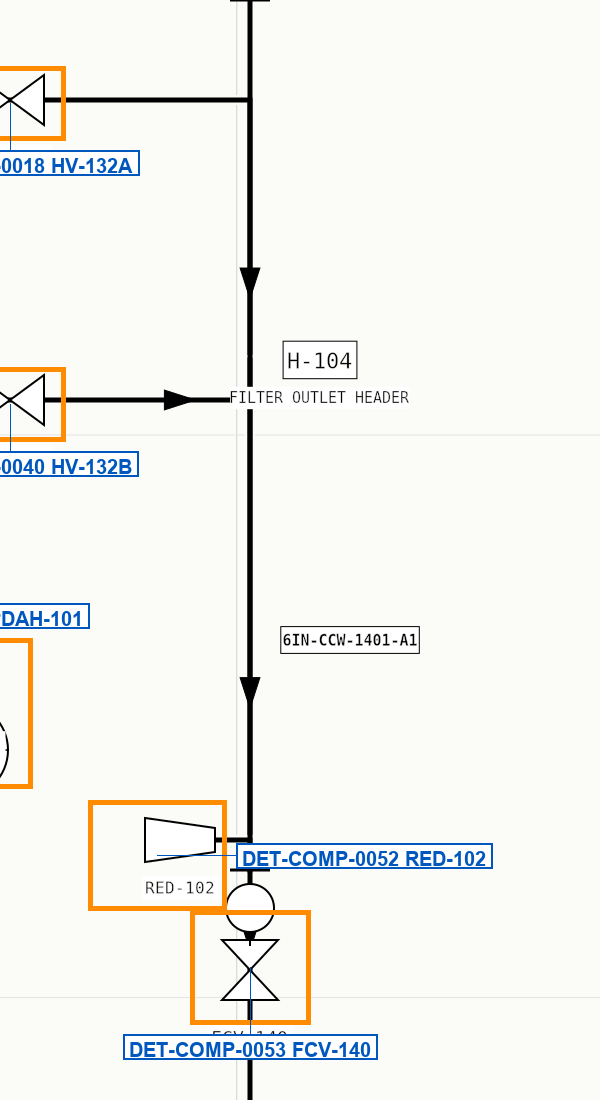 -0018 HV-132A
H-104
FILTER OUTLET HEADER
-0040 HV-132B
DAH-101
6IN-CCW-1401-A1
DET-COMP-0052 RED-102
RED-102
DET-COMP-0053 FCV-140